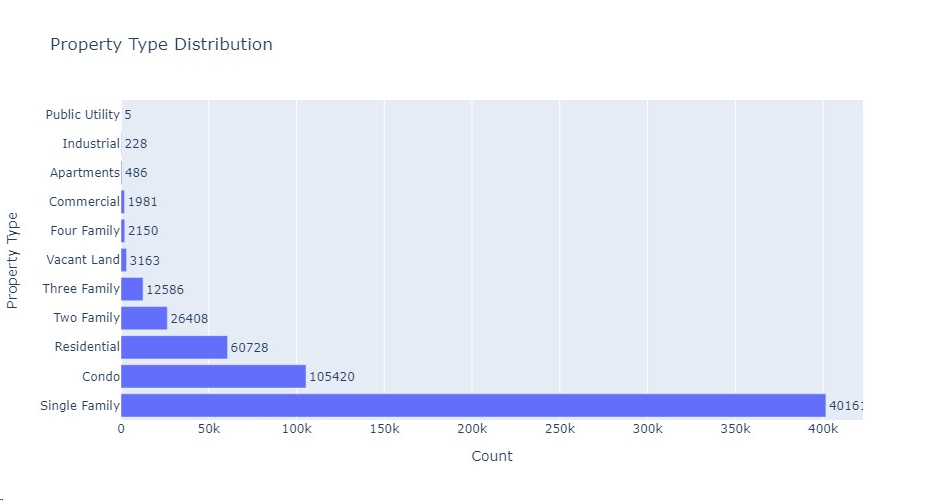 Property Type Distribution
Public Utility 5
Industrial 228
Apartments 486
Commercial 1981
Four Family 2150
Vacant Land 3163
Three Family 12586
Two Family 26408
Residential 60728
Condo 105420
Single Family 40161
0 50k 100k 150k 200k 250k 300k 350k 400k
Count
Property Type